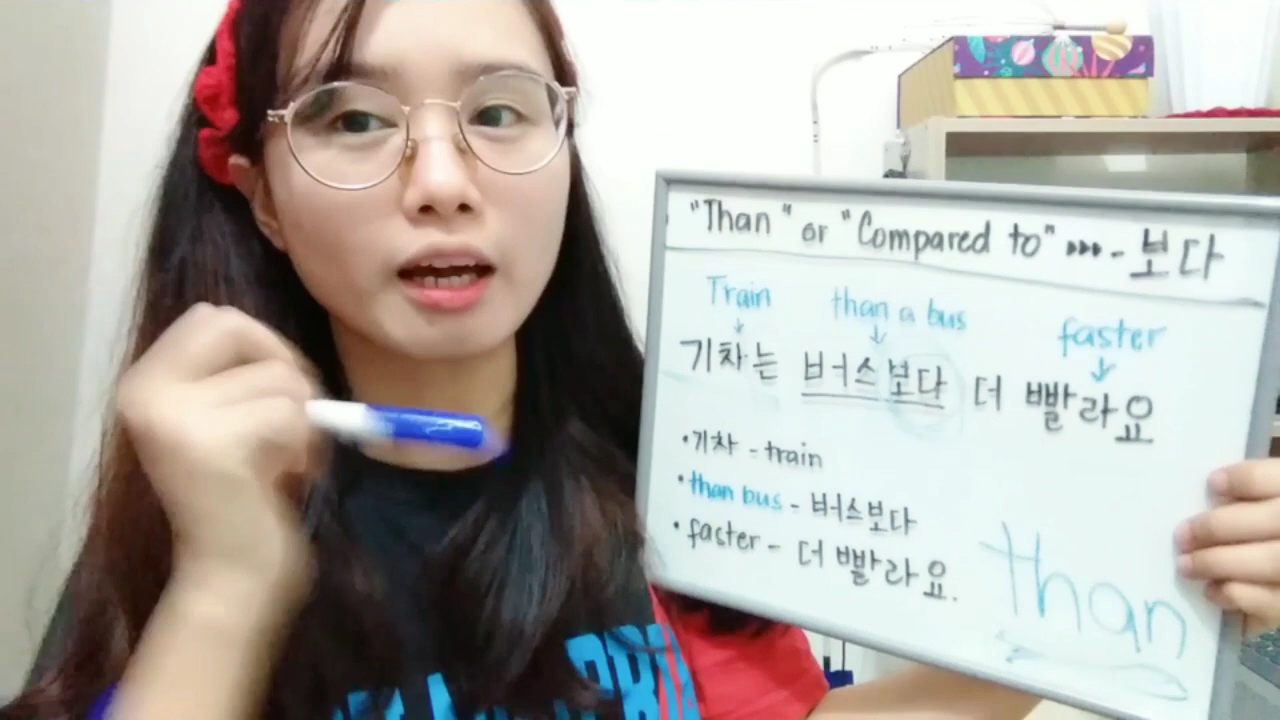 "Than" or "Compared to" ▸▸▸ - 보다
Train than a bus faster
↓ ↓ ↓
기차는 버스보다 더 빨라요
• 기차 - train
• than bus - 버스보다
• faster - 더 빨라요.
than